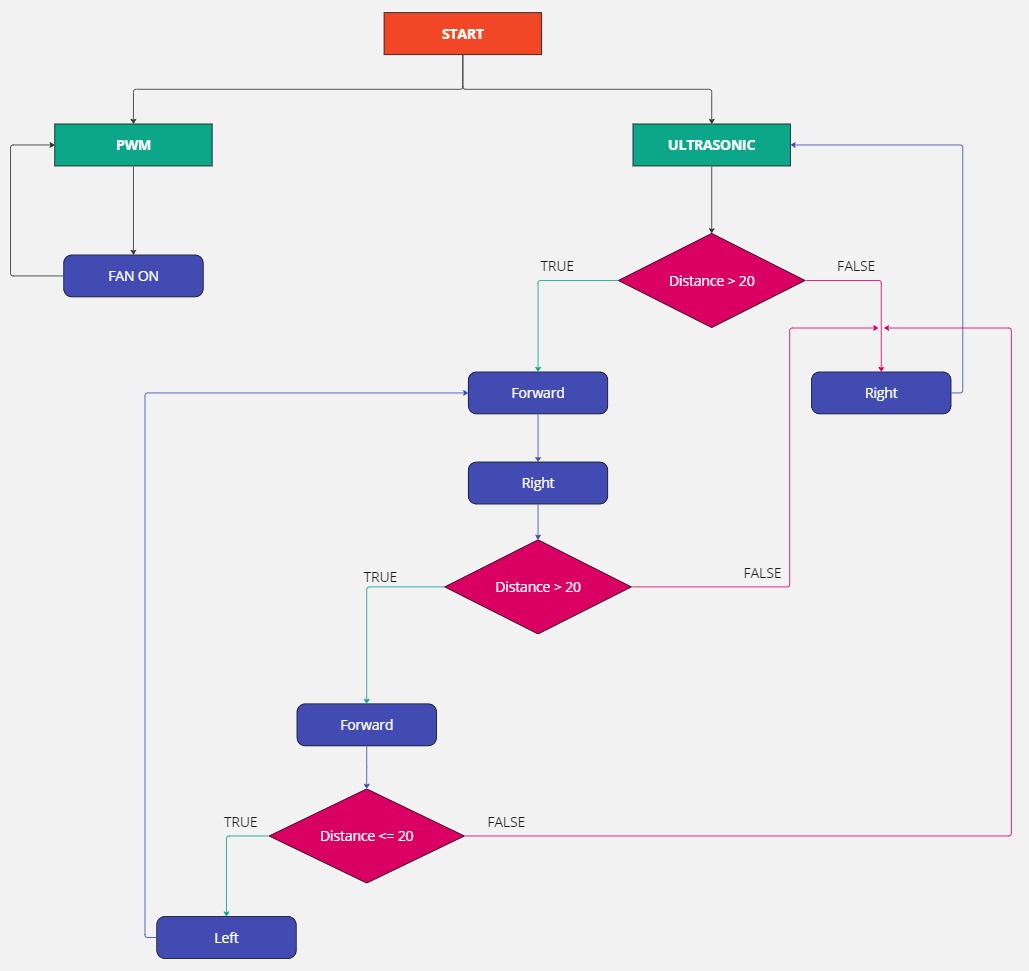 START
PWM
ULTRASONIC
FAN ON
TRUE
FALSE
Distance > 20
Forward
Right
Right
TRUE
FALSE
Distance > 20
Forward
TRUE
FALSE
Distance <= 20
Left